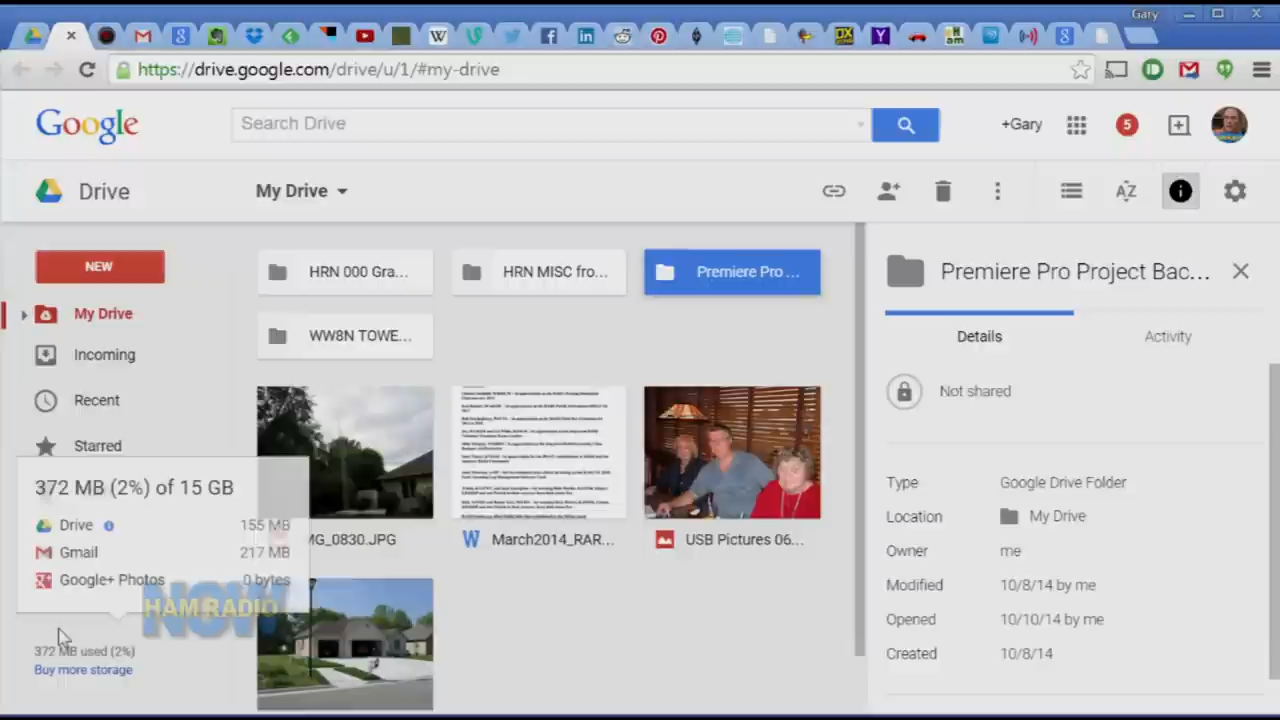 Gary
https://drive.google.com/drive/u/1/#my-drive
Google
Search Drive
+Gary
5
Drive
My Drive
AZ
NEW
HRN 000 Gra...
HRN MISC fro...
Premiere Pro ...
Premiere Pro Project Bac...
My Drive
WW8N TOWE...
Details
Activity
Incoming
Not shared
Recent
Starred
372 MB (2%) of 15 GB
Type
Google Drive Folder
Location
My Drive
Drive
155 MB
MG_0830.JPG
March2014_RAR...
USB Pictures 06...
Gmail
217 MB
Owner
me
Google+ Photos
0 bytes
Modified
10/8/14 by me
HAM RADIO
NOW
Opened
10/10/14 by me
372 MB used (2%)
Created
10/8/14
Buy more storage